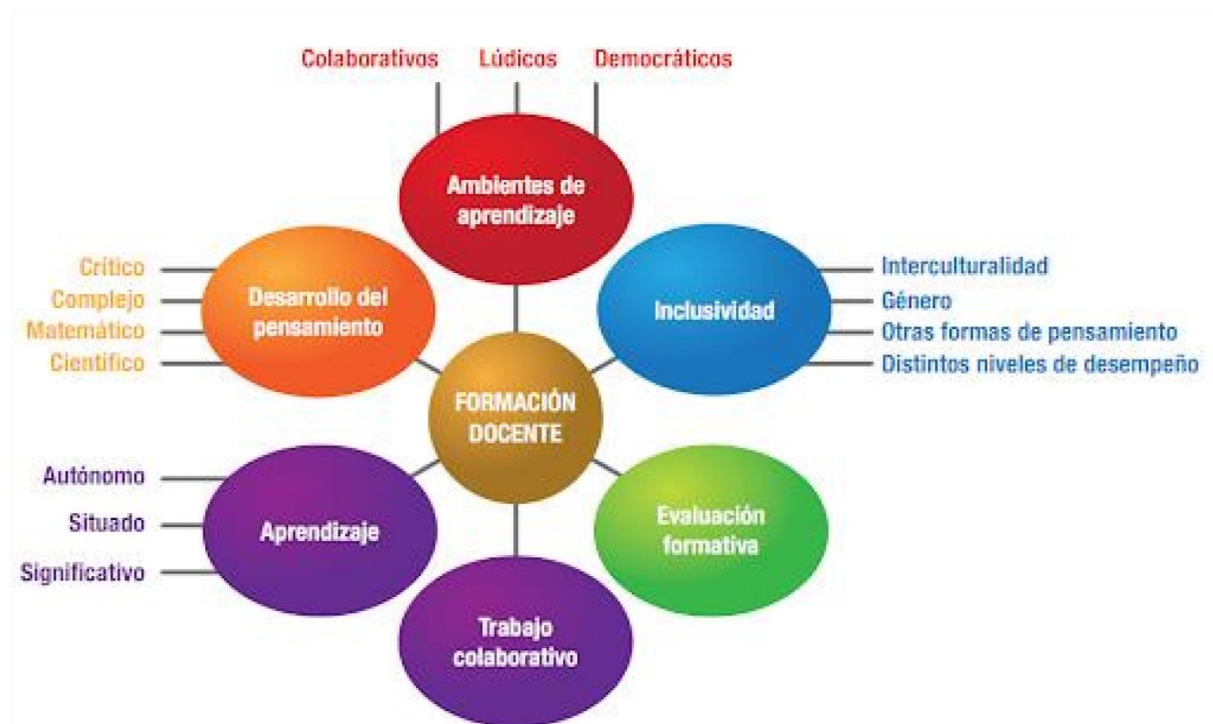 Colaborativos Lúdicos Democráticos
Ambientes de
aprendizaje
Crítico
Complejo
Matemático
Científico
Desarrollo del
pensamiento
Inclusividad
Interculturalidad
Género
Otras formas de pensamiento
Distintos niveles de desempeño
FORMACIÓN
DOCENTE
Autónomo
Situado
Significativo
Aprendizaje
Evaluación
formativa
Trabajo
colaborativo